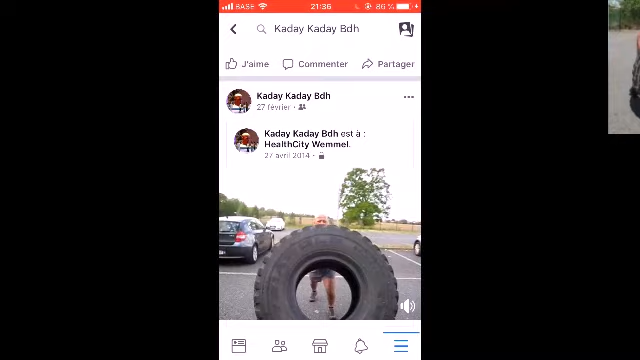 BASE 21:36 86 %
Kaday Kaday Bdh
J'aime Commenter Partager
Kaday Kaday Bdh
27 février
Kaday Kaday Bdh est à :
HealthCity Wemmel.
27 avril 2014